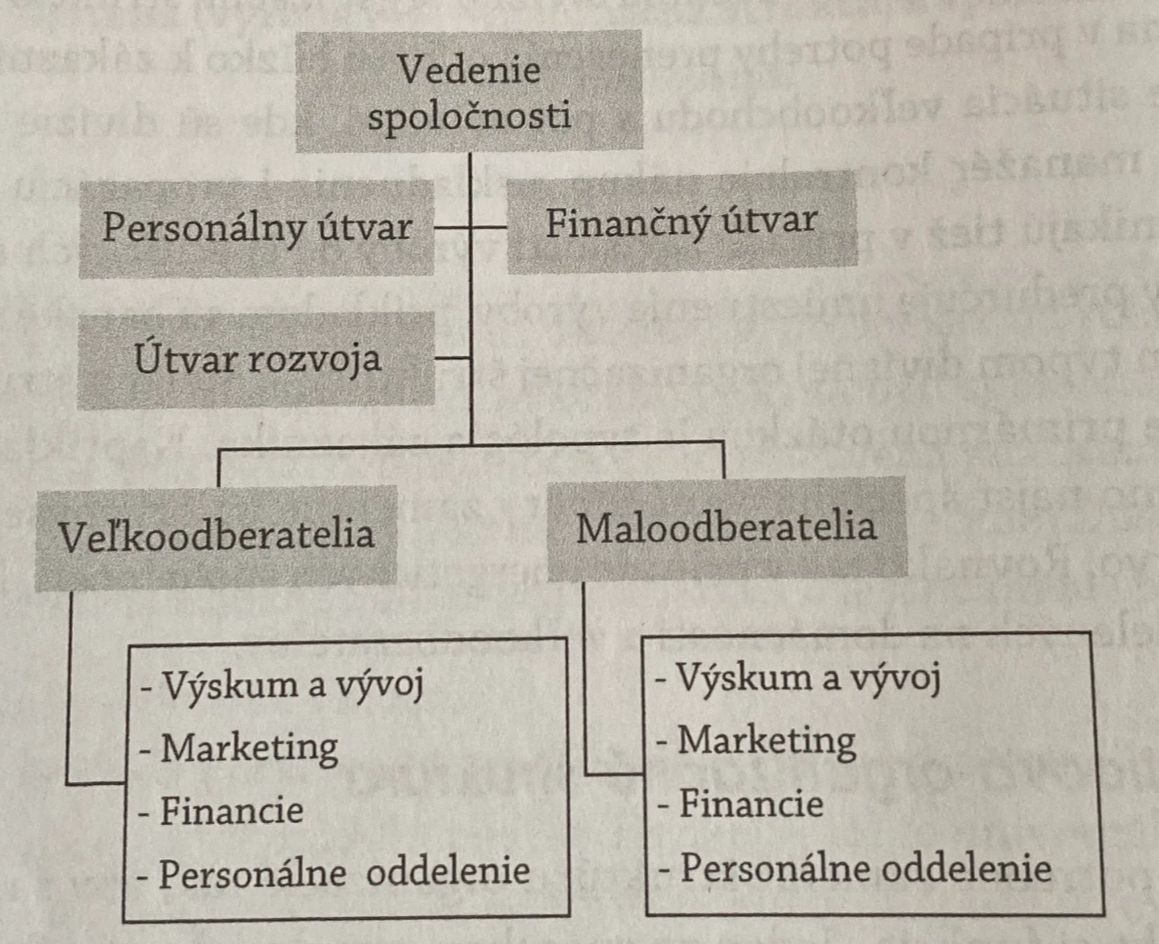 Vedenie
spoločnosti
Personálny útvar
Finančný útvar
Útvar rozvoja
Veľkoodberatelia
Maloodberatelia
- Výskum a vývoj
- Marketing
- Financie
- Personálne oddelenie
- Výskum a vývoj
- Marketing
- Financie
- Personálne oddelenie